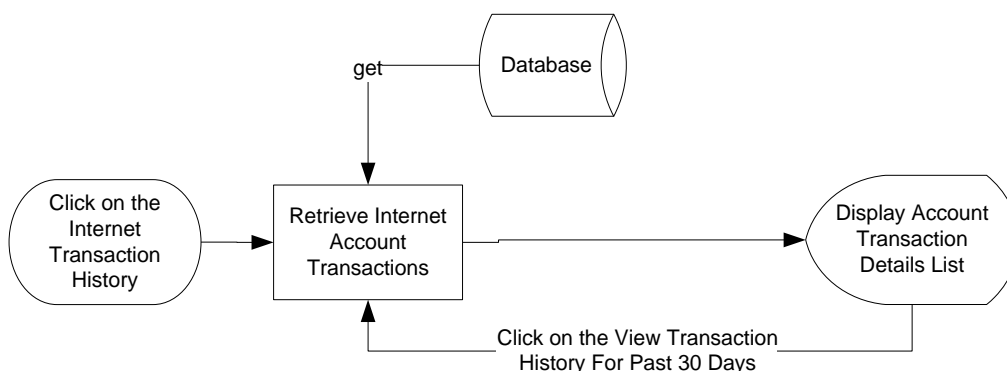 get
Database
Click on the
Internet
Transaction
History
Retrieve Internet
Account
Transactions
Display Account
Transaction
Details List
Click on the View Transaction
History For Past 30 Days